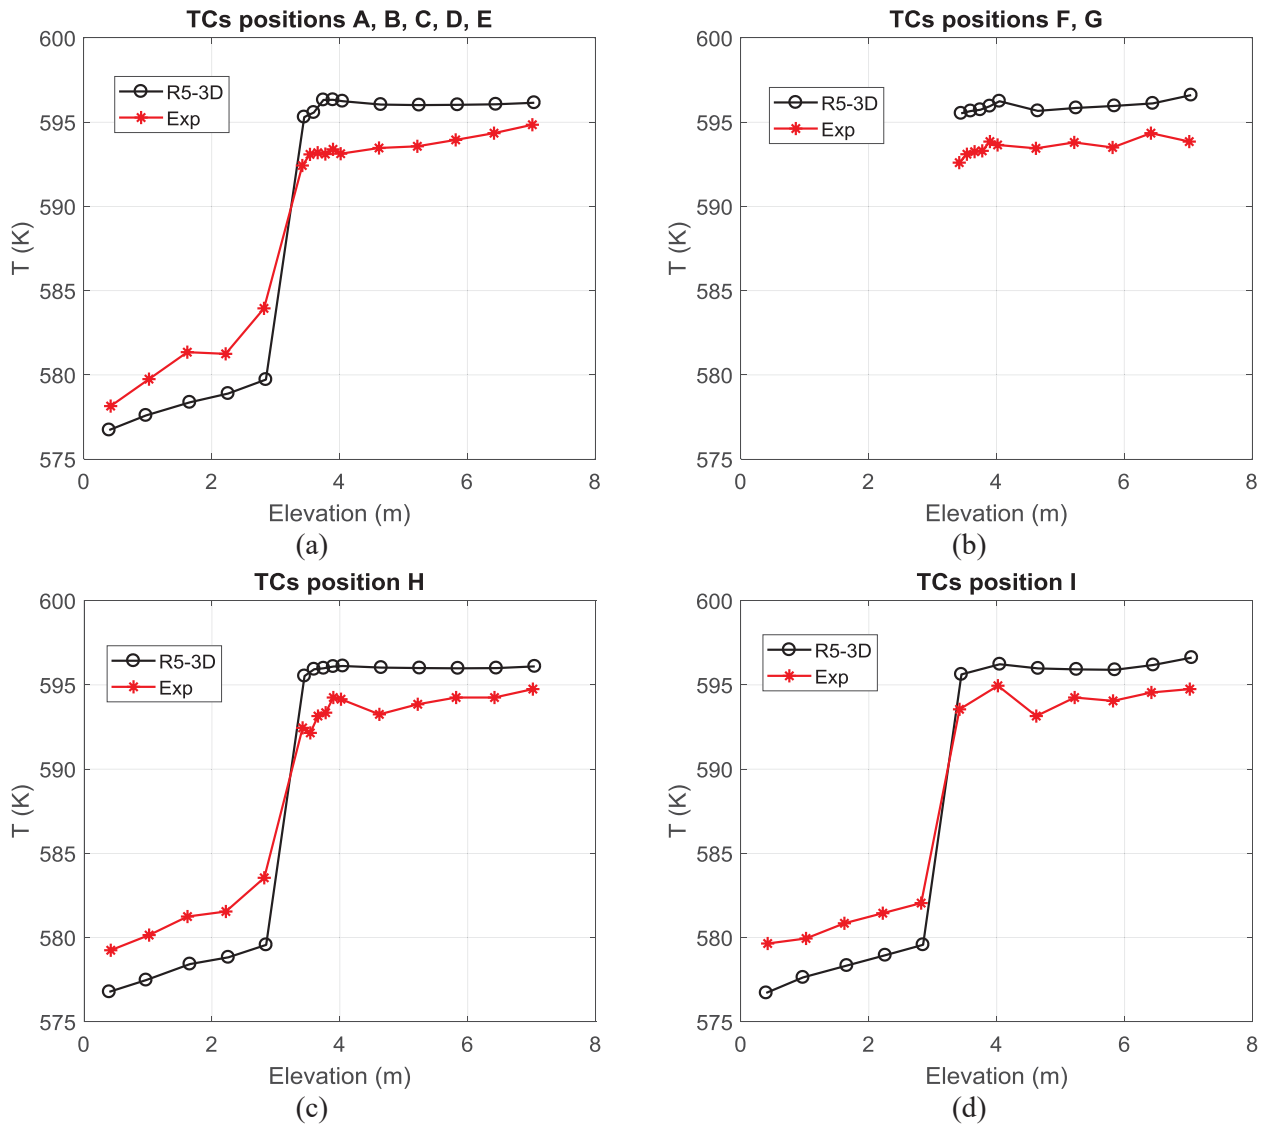 TCs positions A, B, C, D, E
600
595
590
585
580
575
T (K)
R5-3D
Exp
0 2 4 6 8
Elevation (m)
(a)
TCs positions F, G
600
595
590
585
580
575
T (K)
R5-3D
Exp
0 2 4 6 8
Elevation (m)
(b)
TCs position H
600
595
590
585
580
575
T (K)
R5-3D
Exp
0 2 4 6 8
Elevation (m)
(c)
TCs position I
600
595
590
585
580
575
T (K)
R5-3D
Exp
0 2 4 6 8
Elevation (m)
(d)